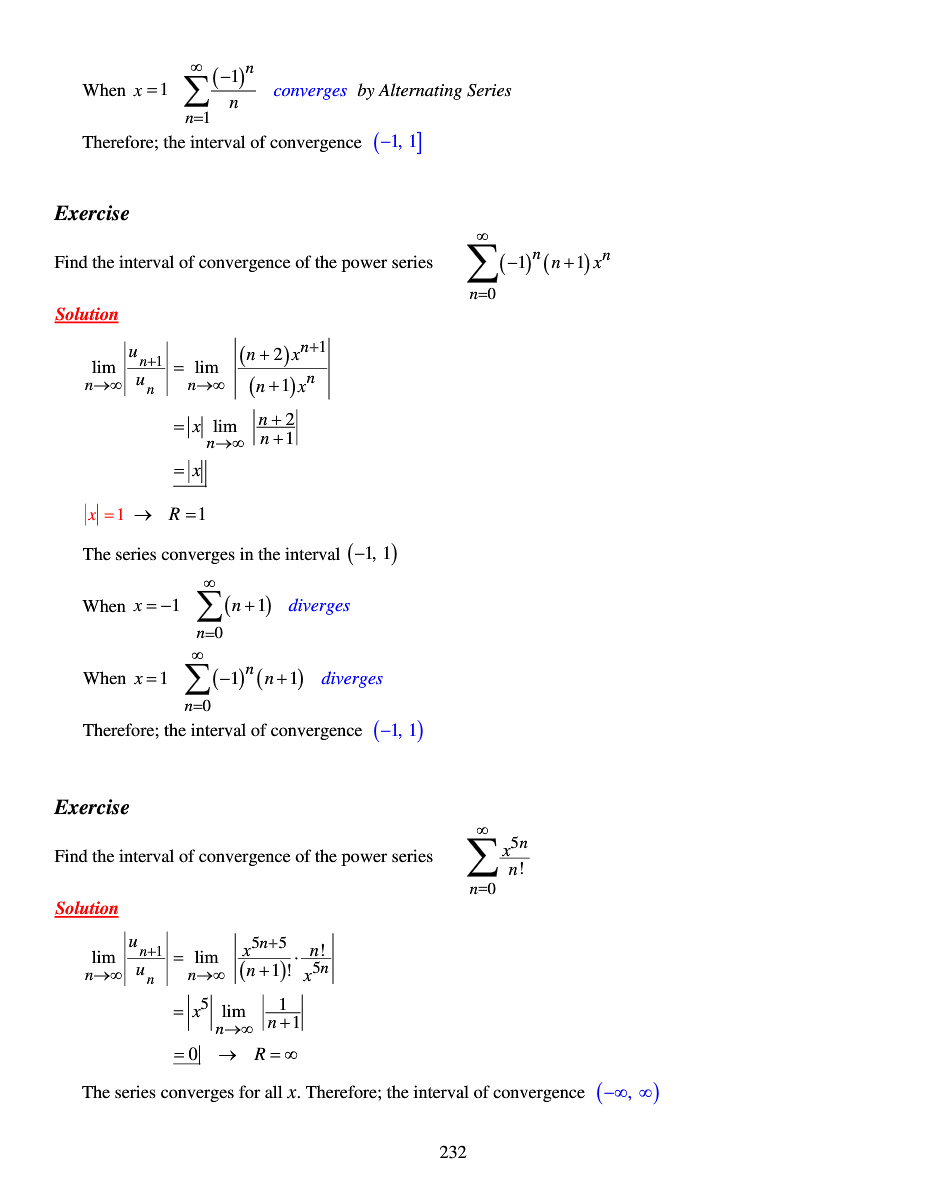 When x = 1 \sum_{n=1}^{\infty} \frac{(-1)^n}{n} converges by Alternating Series
Therefore; the interval of convergence (−1, 1]
Exercise
Find the interval of convergence of the power series \sum_{n=0}^{\infty} (-1)^n (n+1) x^n
Solution
\lim_{n \to \infty} \left| \frac{u_{n+1}}{u_n} \right| = \lim_{n \to \infty} \left| \frac{(n+2) x^{n+1}}{(n+1) x^n} \right|
= |x| \lim_{n \to \infty} \left| \frac{n+2}{n+1} \right|
= |x||
|x| = 1 → R = 1
The series converges in the interval (−1, 1)
When x = −1 \sum_{n=0}^{\infty} (n+1) diverges
When x = 1 \sum_{n=0}^{\infty} (-1)^n (n+1) diverges
Therefore; the interval of convergence (−1, 1)
Exercise
Find the interval of convergence of the power series \sum_{n=0}^{\infty} \frac{x^{5n}}{n!}
Solution
\lim_{n \to \infty} \left| \frac{u_{n+1}}{u_n} \right| = \lim_{n \to \infty} \left| \frac{x^{5n+5}}{(n+1)!} \cdot \frac{n!}{x^{5n}} \right|
= |x^5| \lim_{n \to \infty} \left| \frac{1}{n+1} \right|
= 0| → R = ∞
The series converges for all x. Therefore; the interval of convergence (−∞, ∞)
232